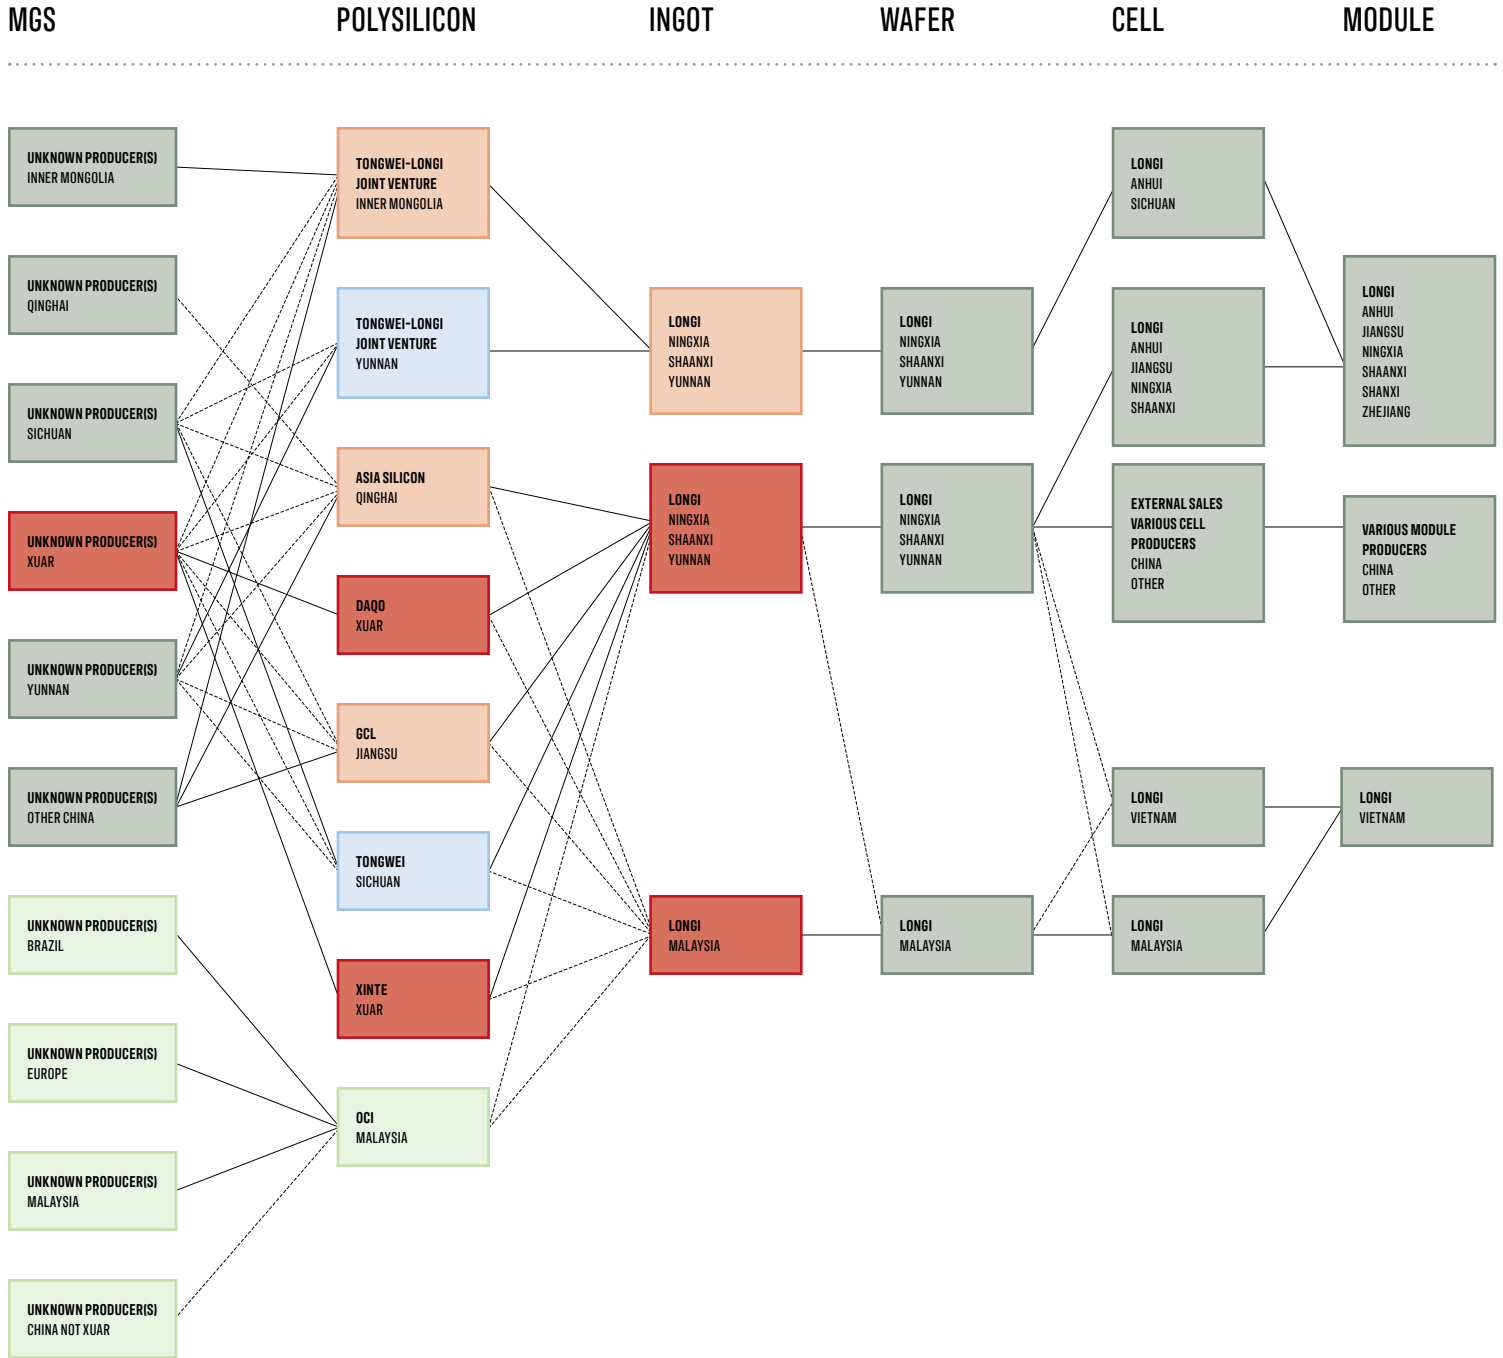 MGS
POLYSILICON
INGOT
WAFER
CELL
MODULE
UNKNOWN PRODUCER(S)
INNER MONGOLIA
UNKNOWN PRODUCER(S)
QINGHAI
UNKNOWN PRODUCER(S)
SICHUAN
UNKNOWN PRODUCER(S)
XUAR
UNKNOWN PRODUCER(S)
YUNNAN
UNKNOWN PRODUCER(S)
OTHER CHINA
UNKNOWN PRODUCER(S)
BRAZIL
UNKNOWN PRODUCER(S)
EUROPE
UNKNOWN PRODUCER(S)
MALAYSIA
UNKNOWN PRODUCER(S)
CHINA NOT XUAR
TONGWEI-LONGI
JOINT VENTURE
INNER MONGOLIA
TONGWEI-LONGI
JOINT VENTURE
YUNNAN
ASIA SILICON
QINGHAI
DAQO
XUAR
GCL
JIANGSU
TONGWEI
SICHUAN
XINTE
XUAR
OCI
MALAYSIA
LONGI
NINGXIA
SHAANXI
YUNNAN
LONGI
NINGXIA
SHAANXI
YUNNAN
LONGI
MALAYSIA
LONGI
NINGXIA
SHAANXI
YUNNAN
LONGI
NINGXIA
SHAANXI
YUNNAN
LONGI
MALAYSIA
LONGI
ANHUI
SICHUAN
LONGI
ANHUI
JIANGSU
NINGXIA
SHAANXI
EXTERNAL SALES
VARIOUS CELL
PRODUCERS
CHINA
OTHER
LONGI
VIETNAM
LONGI
MALAYSIA
LONGI
ANHUI
JIANGSU
NINGXIA
SHAANXI
SHANXI
ZHEJIANG
VARIOUS MODULE
PRODUCERS
CHINA
OTHER
LONGI
VIETNAM